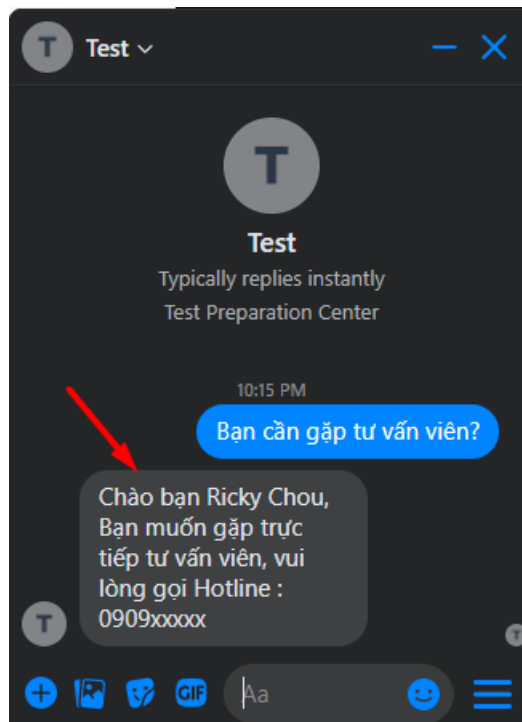 T
Test
T
Test
Typically replies instantly
Test Preparation Center
10:15 PM
Bạn cần gặp tư vấn viên?
Chào bạn Ricky Chou,
Bạn muốn gặp trực
tiếp tư vấn viên, vui
lòng gọi Hotline :
0909xxxxx
T
T
GIF
Aa